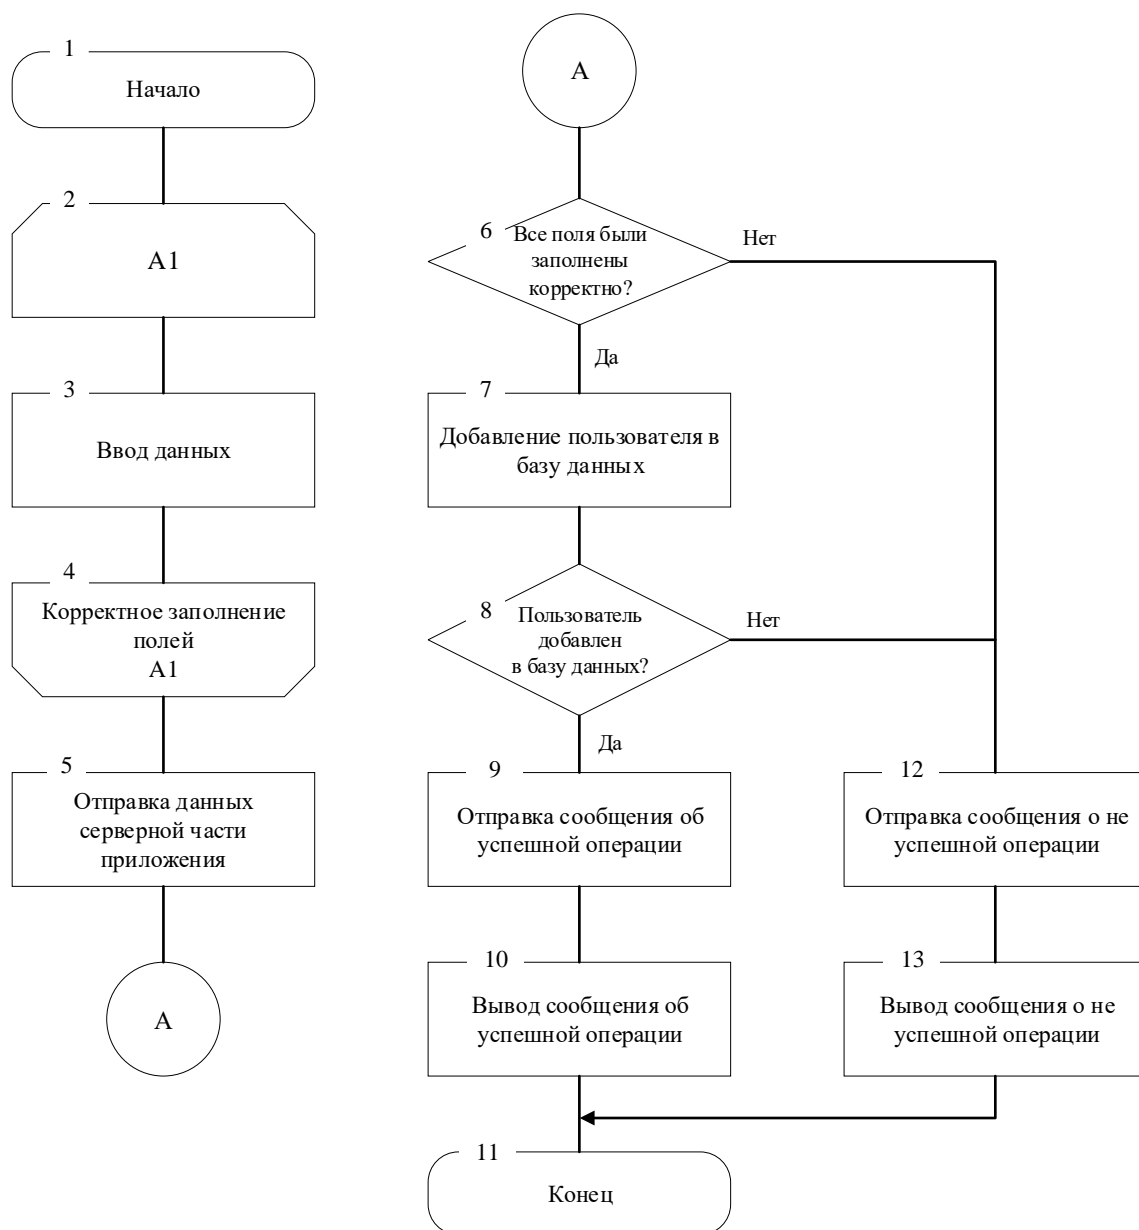 1
Начало
2
А1
3
Ввод данных
4
Корректное заполнение
полей
А1
5
Отправка данных
серверной части
приложения
А
А
6
Все поля были
заполнены
корректно?
Нет
Да
7
Добавление пользователя в
базу данных
8
Пользователь
добавлен
в базу данных?
Нет
Да
9
Отправка сообщения об
успешной операции
10
Вывод сообщения об
успешной операции
11
Конец
12
Отправка сообщения о не
успешной операции
13
Вывод сообщения о не
успешной операции